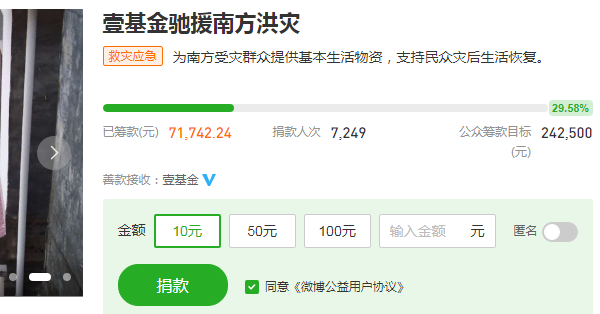 壹基金驰援南方洪灾
救灾应急 为南方受灾群众提供基本生活物资，支持民众灾后生活恢复。
29.58%
已筹款(元) 71,742.24 捐款人次 7,249 公众筹款目标 242,500
(元)
善款接收：壹基金
金额 10元 50元 100元 输入金额 元 匿名
捐款 同意《微博公益用户协议》